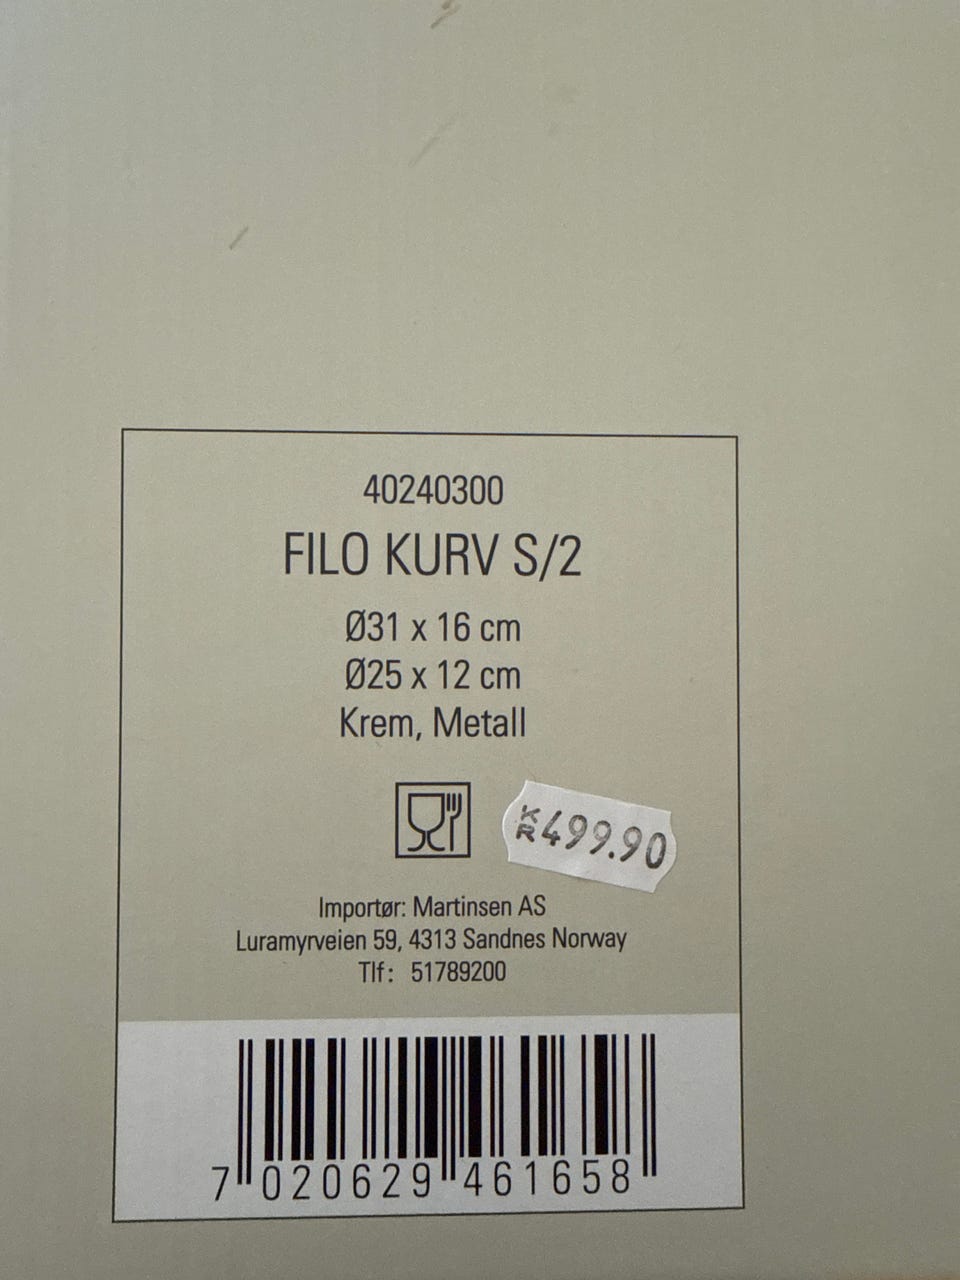 40240300
FILO KURV S/2
Ø31 x 16 cm
Ø25 x 12 cm
Krem, Metall
KR 499.90
Importør: Martinsen AS
Luramyrveien 59, 4313 Sandnes Norway
Tlf: 51789200
7 020629 461658